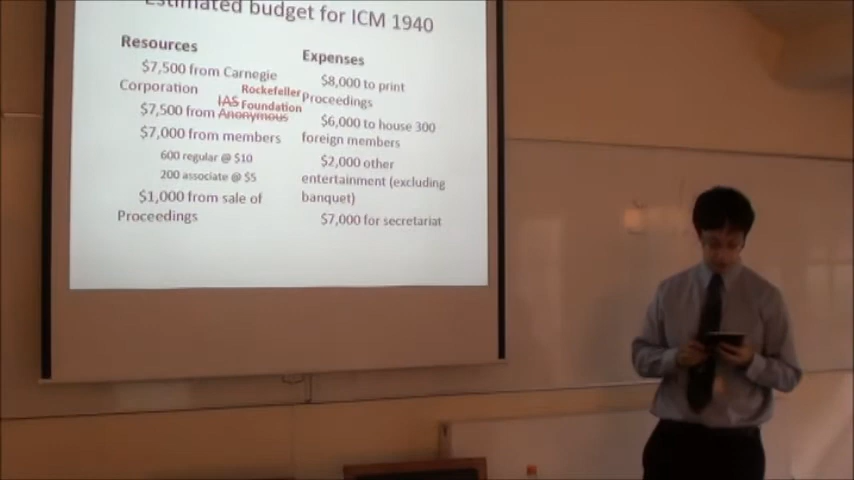 Estimated budget for ICM 1940
Resources
$7,500 from Carnegie
Corporation
Rockefeller
IAS Foundation
$7,500 from Anonymous
$7,000 from members
600 regular @ $10
200 associate @ $5
$1,000 from sale of
Proceedings
Expenses
$8,000 to print
Proceedings
$6,000 to house 300
foreign members
$2,000 other
entertainment (excluding
banquet)
$7,000 for secretariat